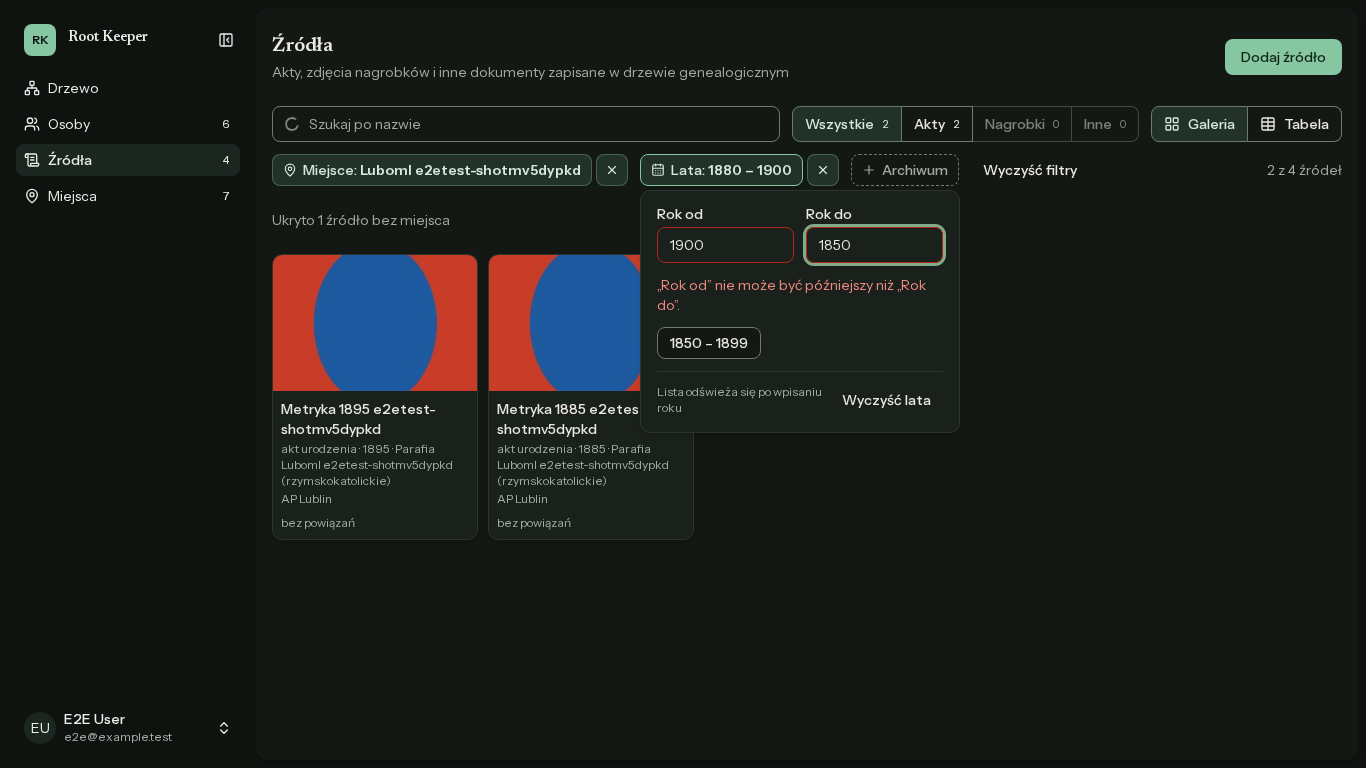 RK
Root Keeper
Drzewo
Osoby 6
Źródła 4
Miejsca 7
Źródła
Akty, zdjęcia nagrobków i inne dokumenty zapisane w drzewie genealogicznym
Dodaj źródło
Szukaj po nazwie
Wszystkie 2
Akty 2
Nagrobki 0
Inne 0
Galeria
Tabela
Miejsce: Luboml e2etest-shotmv5dypkd
Lata: 1880 – 1900
Archiwum
Wyczyść filtry
2 z 4 źródeł
Ukryto 1 źródło bez miejsca
Rok od
Rok do
1900
1850
„Rok od” nie może być późniejszy niż „Rok
do”.
1850 – 1899
Lista odświeża się po wpisaniu
roku
Wyczyść lata
Metryka 1895 e2etest-
shotmv5dypkd
akt urodzenia · 1895 · Parafia
Luboml e2etest-shotmv5dypkd
(rzymskokatolickie)
AP Lublin
bez powiązań
Metryka 1885 e2etes
shotmv5dypkd
akt urodzenia · 1885 · Parafia
Luboml e2etest-shotmv5dypkd
(rzymskokatolickie)
AP Lublin
bez powiązań
EU
E2E User
e2e@example.test